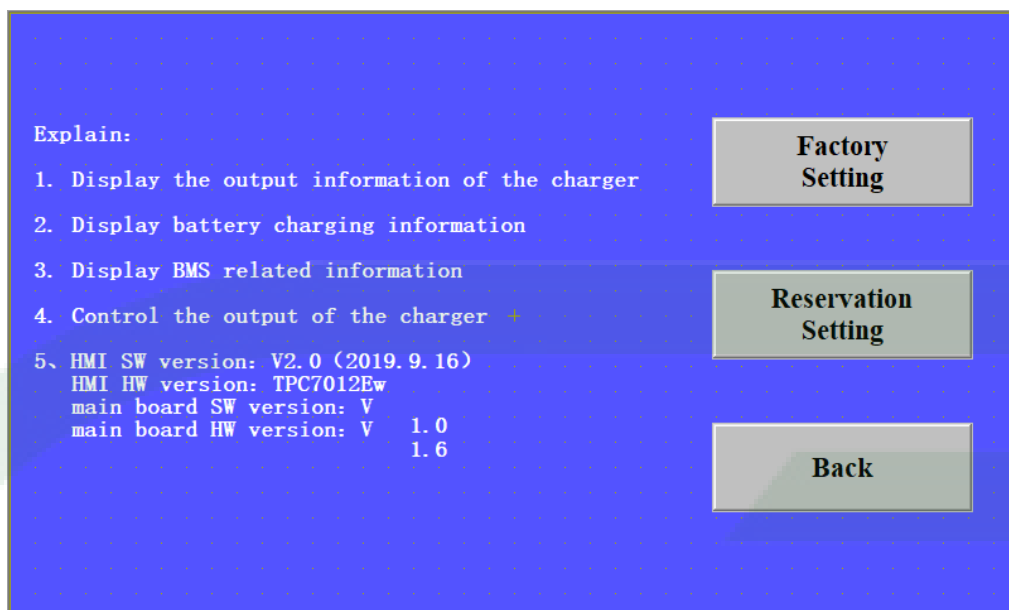 Explain:
1. Display the output information of the charger
2. Display battery charging information
3. Display BMS related information
4. Control the output of the charger +
5、HMI SW version: V2.0（2019.9.16）
HMI HW version: TPC7012Ew
main board SW version: V
main board HW version: V
1.0
1.6
Factory
Setting
Reservation
Setting
Back